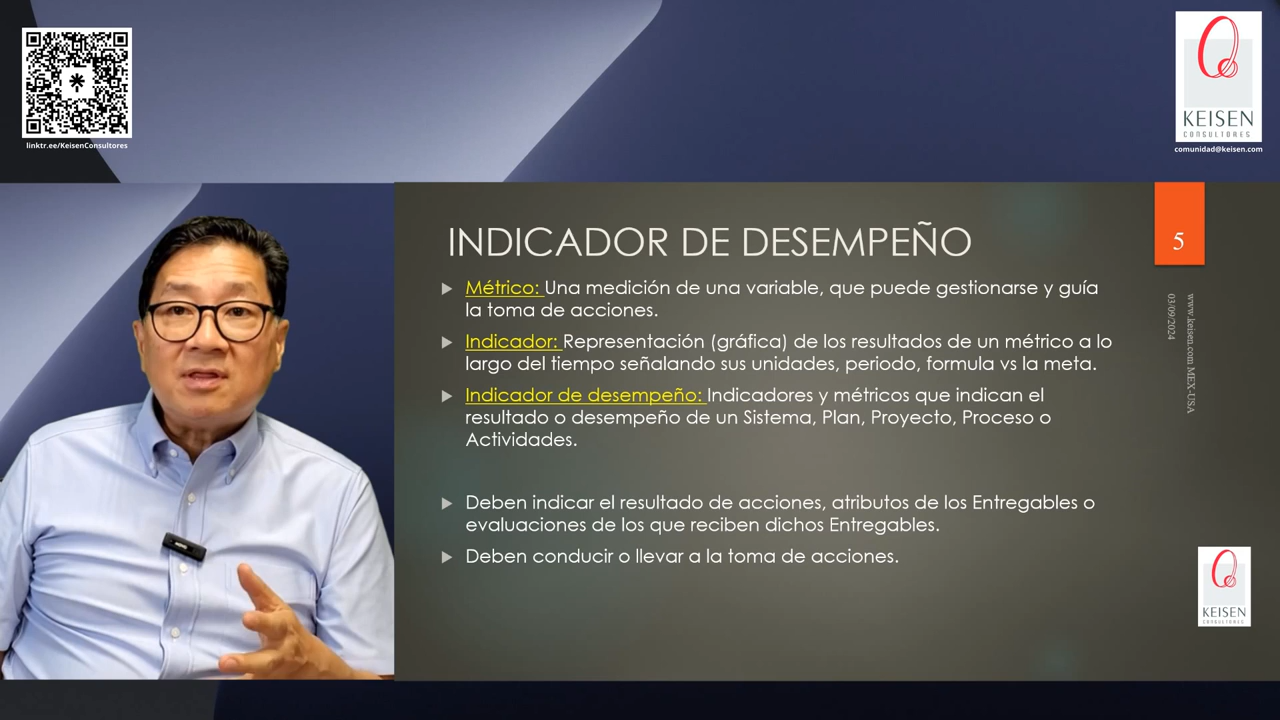 linktr.ee/KeisenConsultores
KEISEN
CONSULTORES
comunidad@keisen.com
INDICADOR DE DESEMPEÑO
5
Métrico: Una medición de una variable, que puede gestionarse y guía
la toma de acciones.
Indicador: Representación (gráfica) de los resultados de un métrico a lo
largo del tiempo señalando sus unidades, periodo, formula vs la meta.
Indicador de desempeño: Indicadores y métricos que indican el
resultado o desempeño de un Sistema, Plan, Proyecto, Proceso o
Actividades.
Deben indicar el resultado de acciones, atributos de los Entregables o
evaluaciones de los que reciben dichos Entregables.
Deben conducir o llevar a la toma de acciones.
www.keisen.com MEX-USA
03/09/2024
KEISEN
CONSULTORES